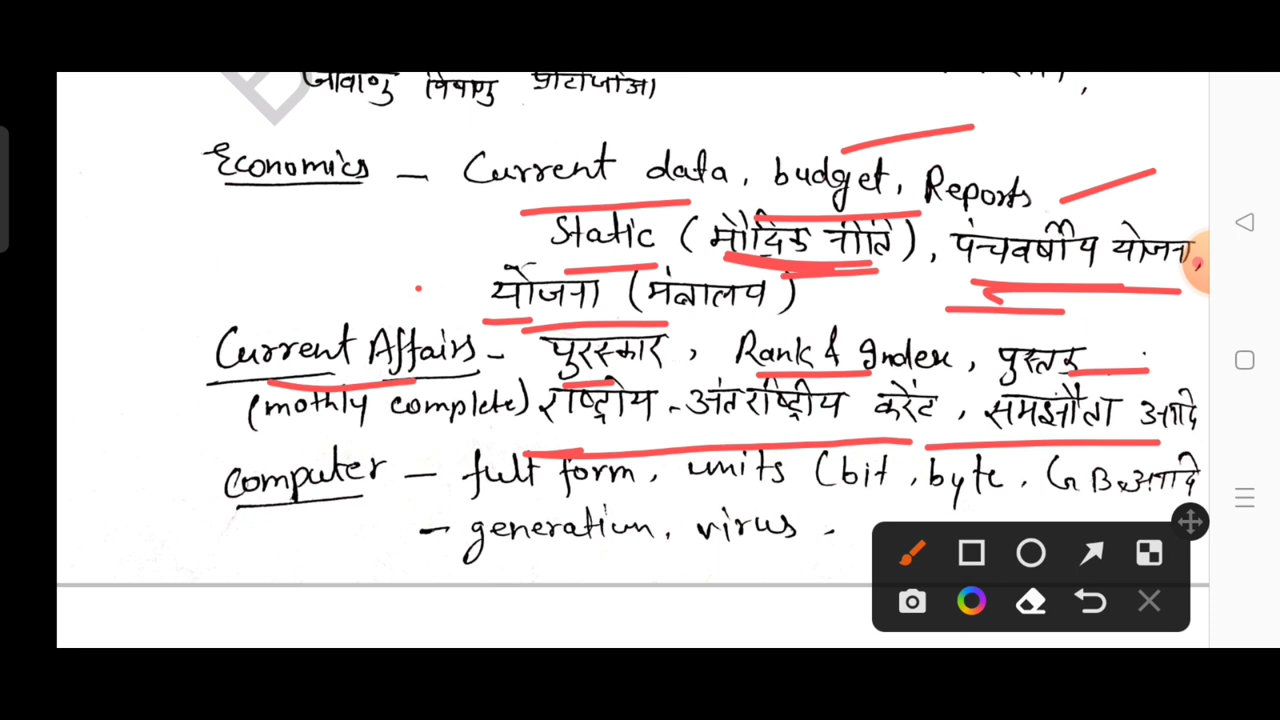 जीवाणु विषाणु प्रोटोजोआ
Economics – Current data, budget, Reports
Static (मौद्रिक नीति), पंचवर्षीय योजना,
योजना (मंत्रालय)
Current Affairs – पुरस्कार, Rank & Index, पुस्तक
(mothly complete) राष्ट्रीय - अंतर्राष्ट्रीय करेंट, समझौता आदि
Computer – full form, units (bit, byte, GB आदि
– generation, virus.